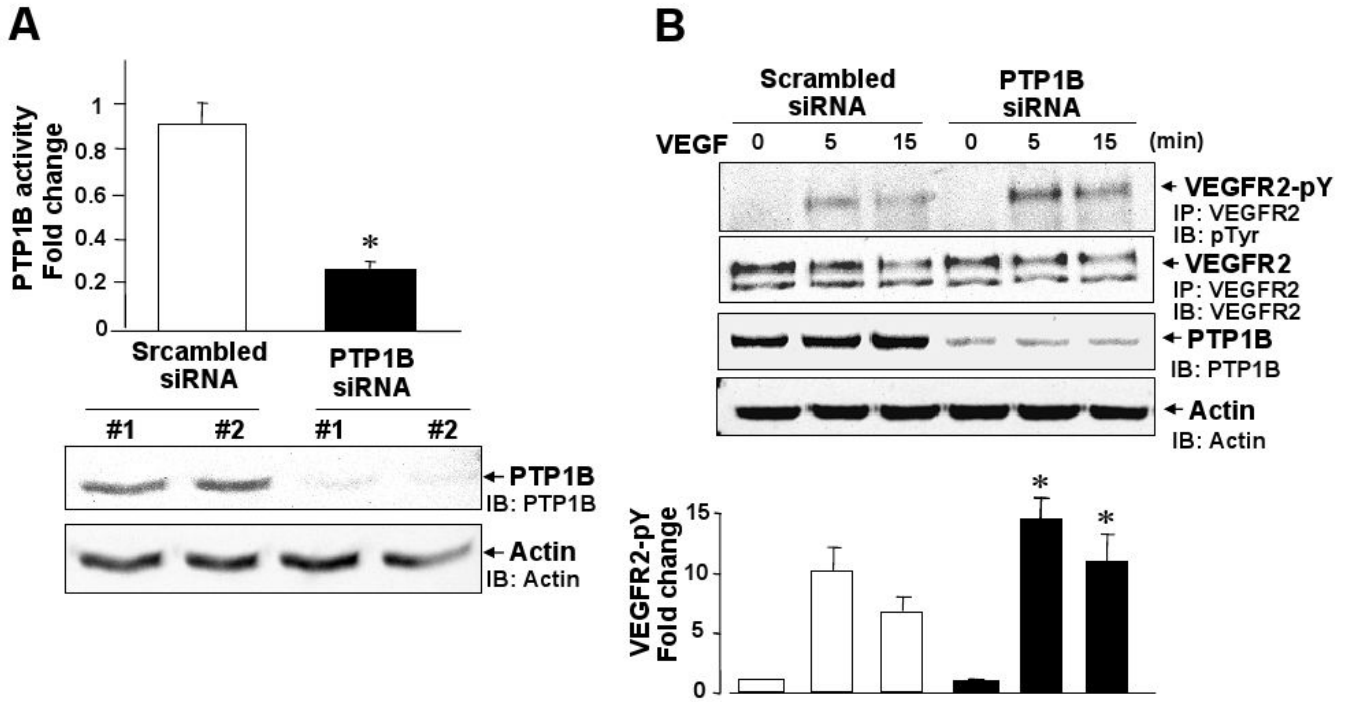 A
PTP1B activity
Fold change
1
0.8
0.6
0.4
0.2
0
*
Srcambled
siRNA
PTP1B
siRNA
#1 #2 #1 #2
PTP1B
IB: PTP1B
Actin
IB: Actin
B
Scrambled
siRNA
PTP1B
siRNA
VEGF 0 5 15 0 5 15 (min)
VEGFR2-pY
IP: VEGFR2
IB: pTyr
VEGFR2
IP: VEGFR2
IB: VEGFR2
PTP1B
IB: PTP1B
Actin
IB: Actin
VEGFR2-pY
Fold change
15
10
5
0
*
*